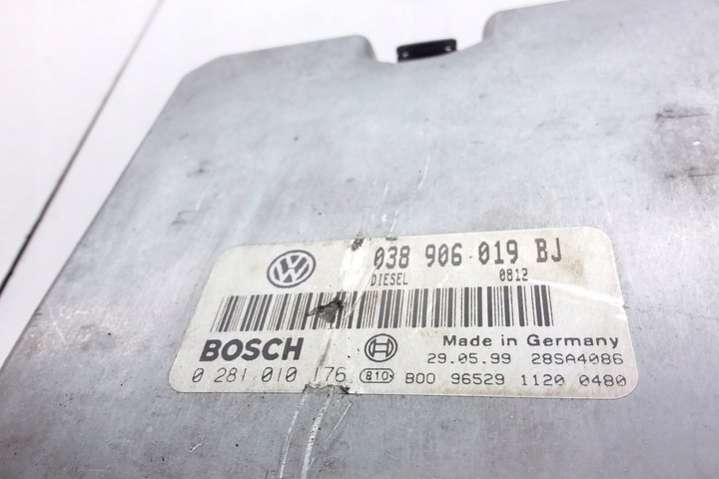 038 906 019 BJ
DIESEL 0812
BOSCH Made in Germany
29.05.99 28SA4086
0 281 010 176 B10 B00 96529 1120 0480